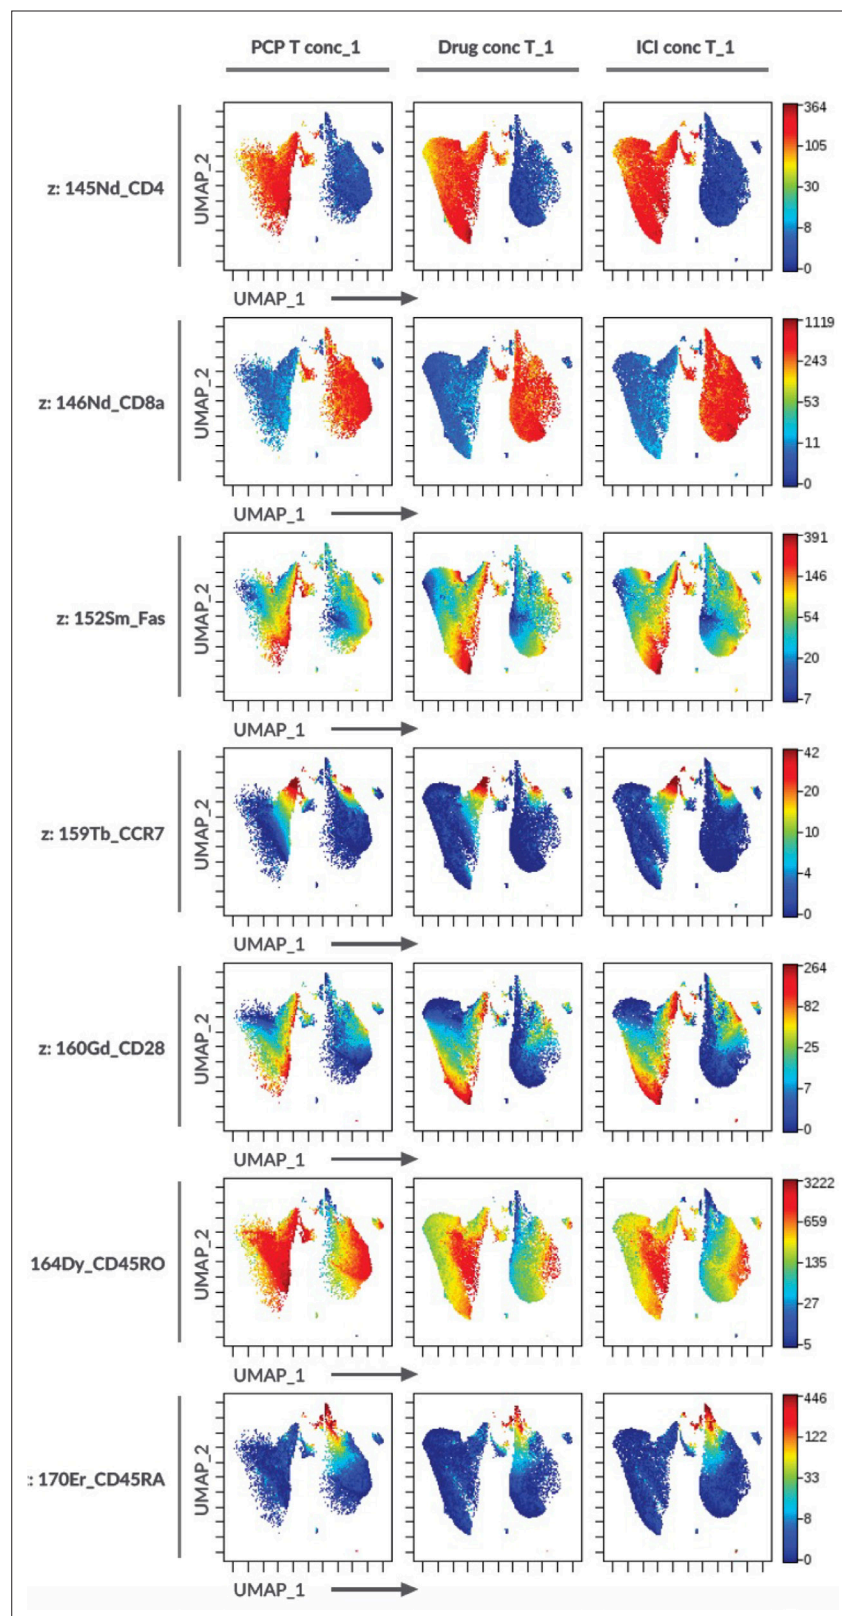 PCP T conc_1 Drug conc T_1 ICI conc T_1
z: 145Nd_CD4
UMAP_2
364
105
30
8
0
UMAP_1
z: 146Nd_CD8a
UMAP_2
1119
243
53
11
0
UMAP_1
z: 152Sm_Fas
UMAP_2
391
146
54
20
7
UMAP_1
z: 159Tb_CCR7
UMAP_2
42
20
10
4
0
UMAP_1
z: 160Gd_CD28
UMAP_2
264
82
25
7
0
UMAP_1
164Dy_CD45RO
UMAP_2
3222
659
135
27
5
UMAP_1
: 170Er_CD45RA
UMAP_2
446
122
33
8
0
UMAP_1